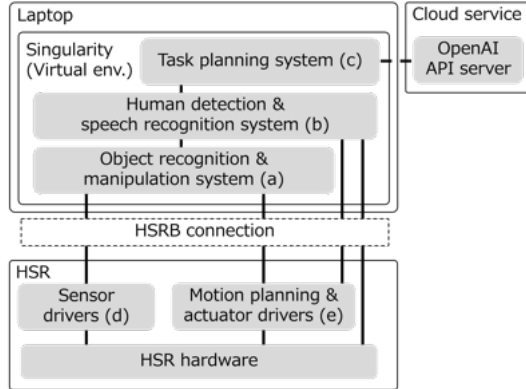 Laptop
Cloud service
Singularity
(Virtual env.)
Task planning system (c)
OpenAI
API server
Human detection &
speech recognition system (b)
Object recognition &
manipulation system (a)
HSRB connection
HSR
Sensor
drivers (d)
Motion planning &
actuator drivers (e)
HSR hardware